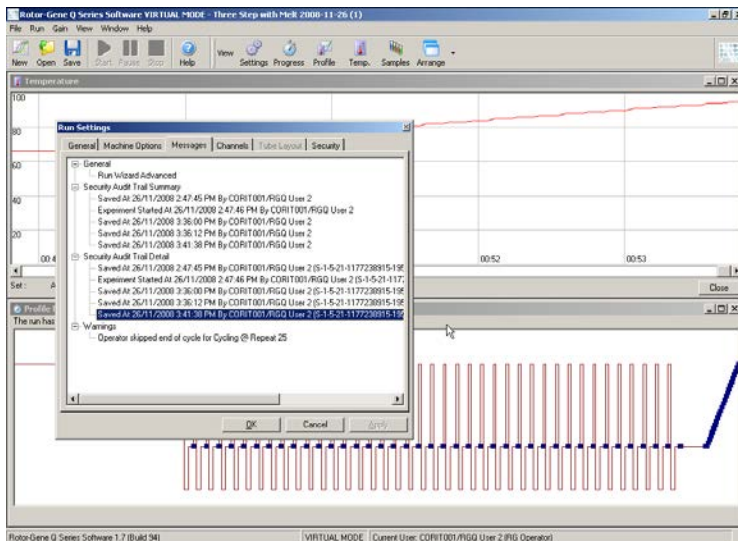 Rotor-Gene Q Series Software VIRTUAL MODE - Three Step with Melt 2008-11-26 (1)
File Run Gain View Window Help
New Open Save Start Pause Stop Help View Settings Progress Profile Temp. Samples Arrange
Temperature
100
80
60
40
20
00:52 00:53
Set:
Close
Run Settings
General Machine Options Messages Channels Tube Layout Security
General
Run Wizard Advanced
Security Audit Trail Summary
Saved At 26/11/2008 2:47:45 PM By CORIT001/RGQ User 2
Experiment Started At 26/11/2008 2:47:46 PM By CORIT001/RGQ User 2
Saved At 26/11/2008 3:36:00 PM By CORIT001/RGQ User 2
Saved At 26/11/2008 3:36:12 PM By CORIT001/RGQ User 2
Saved At 26/11/2008 3:41:38 PM By CORIT001/RGQ User 2
Security Audit Trail Detail
Saved At 26/11/2008 2:47:45 PM By CORIT001/RGQ User 2 (S-1-5-21-1177238915-195
Experiment Started At 26/11/2008 2:47:46 PM By CORIT001/RGQ User 2 (S-1-5-21-117
Saved At 26/11/2008 3:36:00 PM By CORIT001/RGQ User 2 (S-1-5-21-1177238915-195
Saved At 26/11/2008 3:36:12 PM By CORIT001/RGQ User 2 (S-1-5-21-1177238915-195
Saved At 26/11/2008 3:41:38 PM By CORIT001/RGQ User 2 (S-1-5-21-1177238915-195
Warnings
Operator skipped end of cycle for Cycling @ Repeat 25
OK Cancel Apply
Profile
The run has
Rotor-Gene Q Series Software 1.7 (Build 94) VIRTUAL MODE Current User: CORIT001/RGQ User 2 (RG Operator)